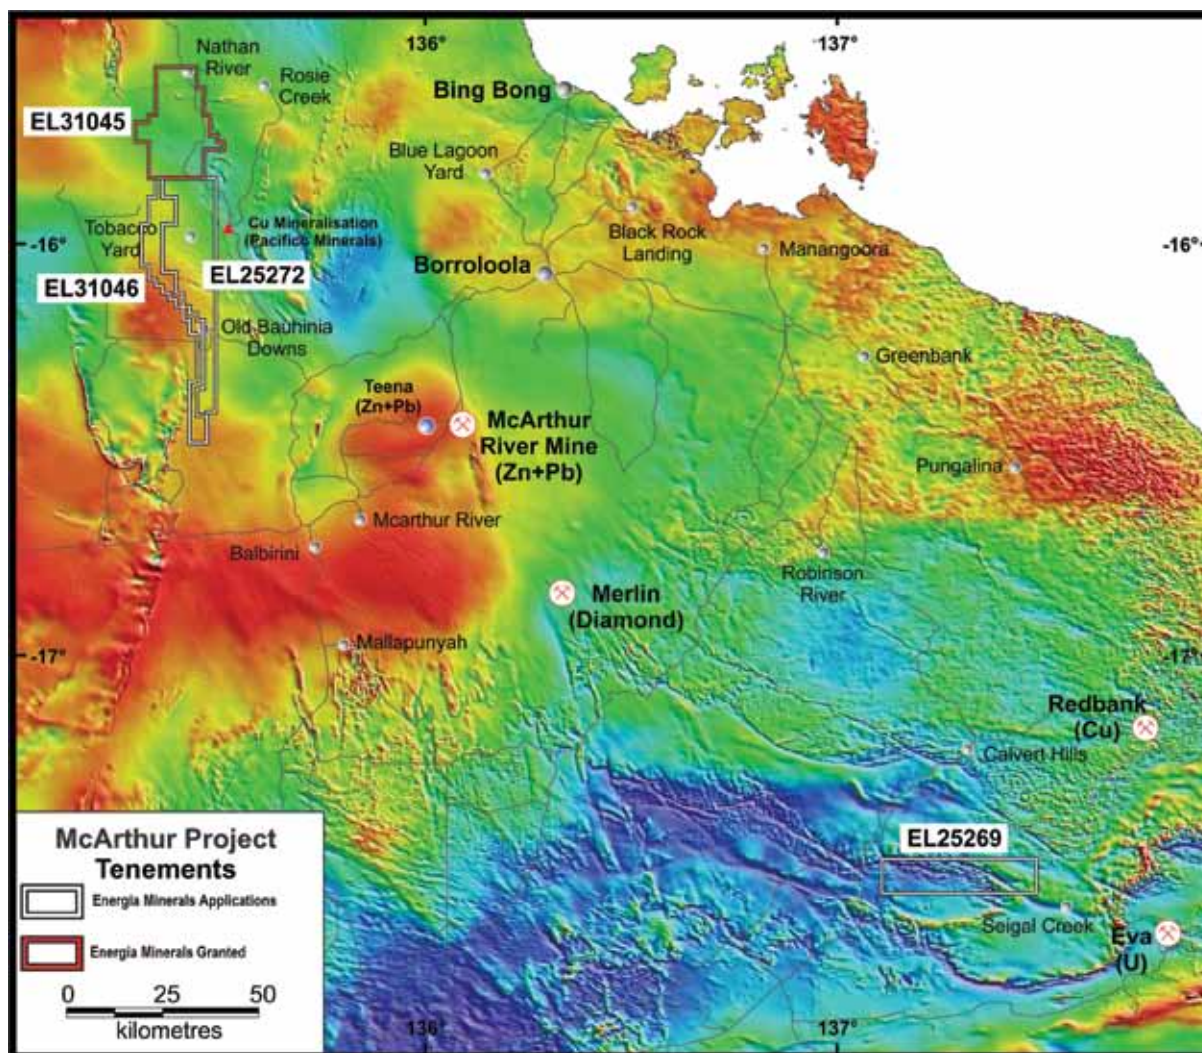 136°
137°
Nathan
River
Rosie
Creek
Bing Bong
EL31045
Blue Lagoon
Yard
Cu Mineralisation
(Pacifico Minerals)
Tobacco
Yard
-16°
-16°
Black Rock
Landing
Manangoora
EL25272
Borroloola
EL31046
Old Bauhinia
Downs
Greenbank
Teena
(Zn+Pb)
McArthur
River Mine
(Zn+Pb)
Pungalina
Mcarthur River
Balbirini
Robinson
River
Merlin
(Diamond)
Mallapunyah
-17°
-17°
Redbank
(Cu)
Calvert Hills
EL25269
Seigal Creek
Eva
(U)
McArthur Project
Tenements
Energia Minerals Applications
Energia Minerals Granted
0 25 50
kilometres
136°
137°